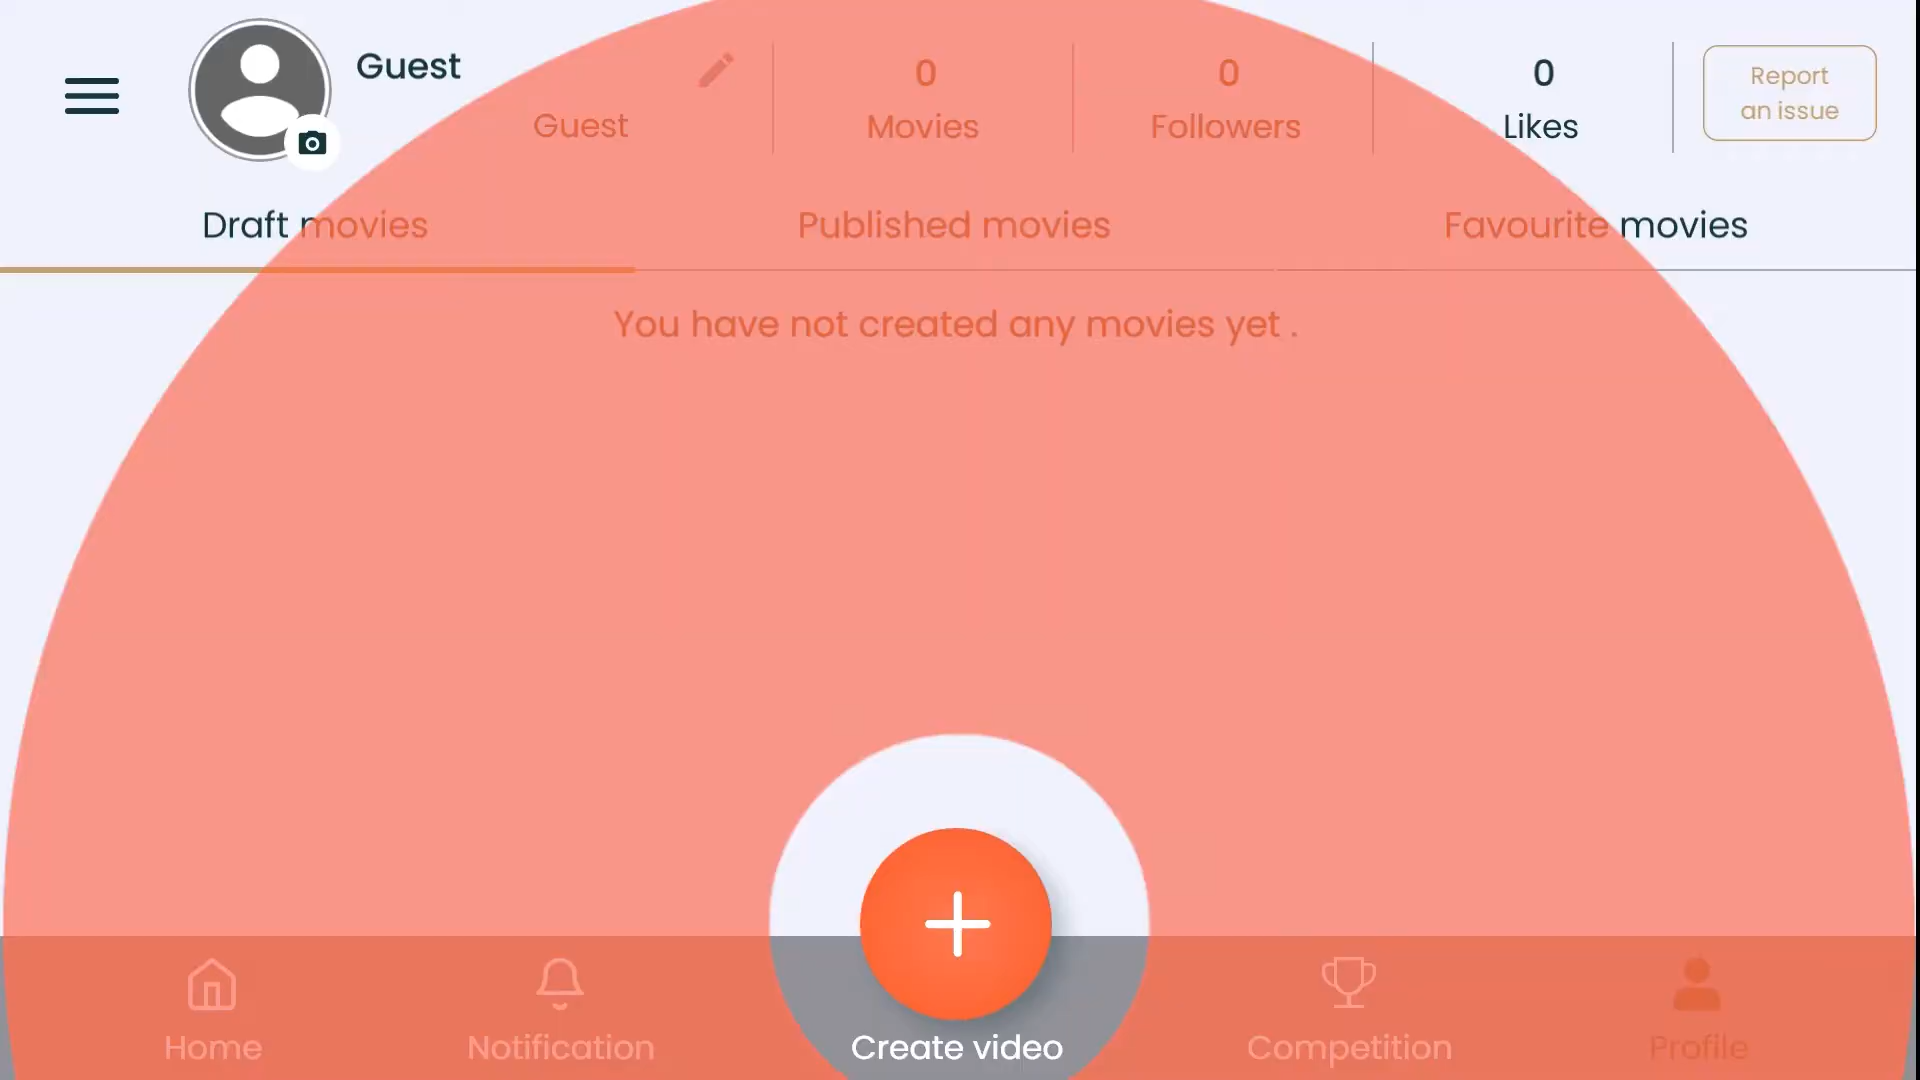 Guest
Guest
0
Movies
0
Followers
0
Likes
Report
an issue
Draft movies
Published movies
Favourite movies
You have not created any movies yet .
Home
Notification
Create video
Competition
Profile